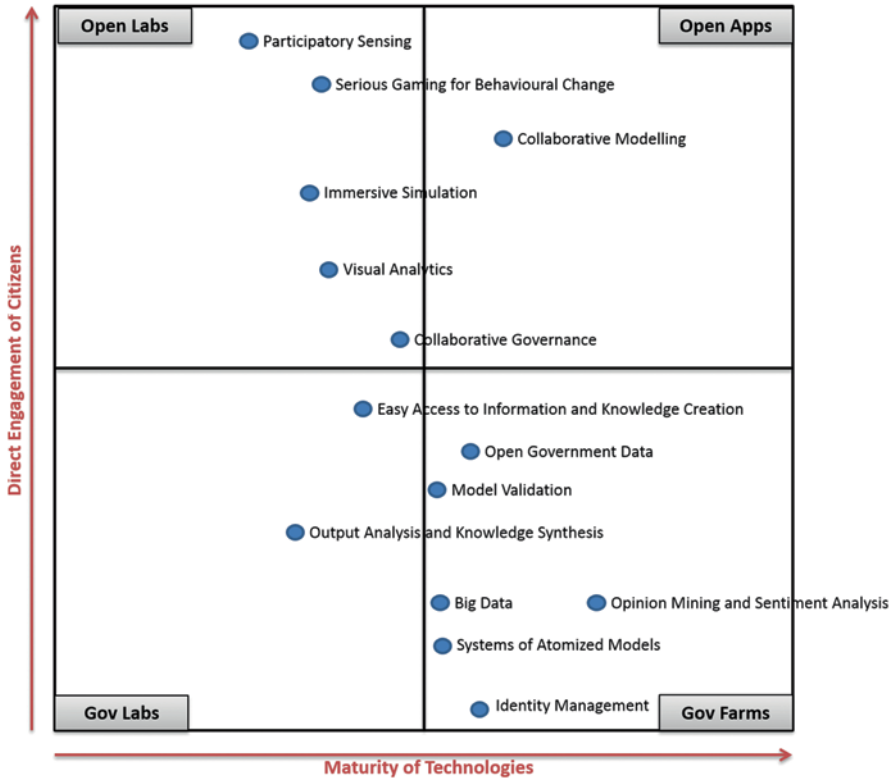 Open Labs
Open Apps
Participatory Sensing
Serious Gaming for Behavioural Change
Collaborative Modelling
Immersive Simulation
Visual Analytics
Collaborative Governance
Direct Engagement of Citizens
Easy Access to Information and Knowledge Creation
Open Government Data
Model Validation
Output Analysis and Knowledge Synthesis
Big Data
Opinion Mining and Sentiment Analysis
Systems of Atomized Models
Identity Management
Gov Labs
Gov Farms
Maturity of Technologies